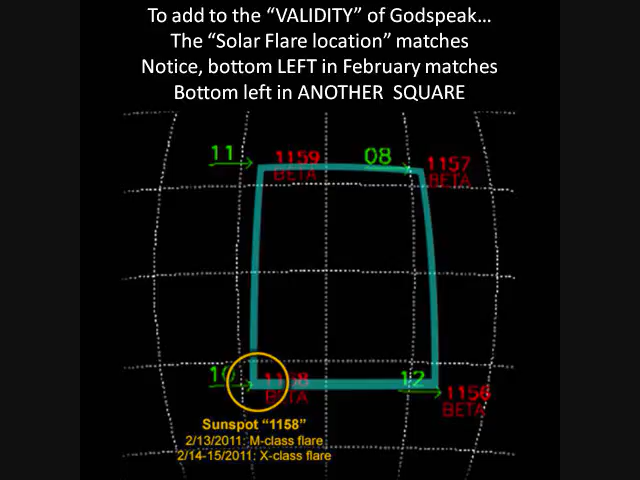 To add to the “VALIDITY” of Godspeak…
The “Solar Flare location” matches
Notice, bottom LEFT in February matches
Bottom left in ANOTHER SQUARE
11 1159 08 1157
BETA BETA
10 1158 12 1156
BETA BETA
Sunspot “1158”
2/13/2011: M-class flare
2/14-15/2011: X-class flare